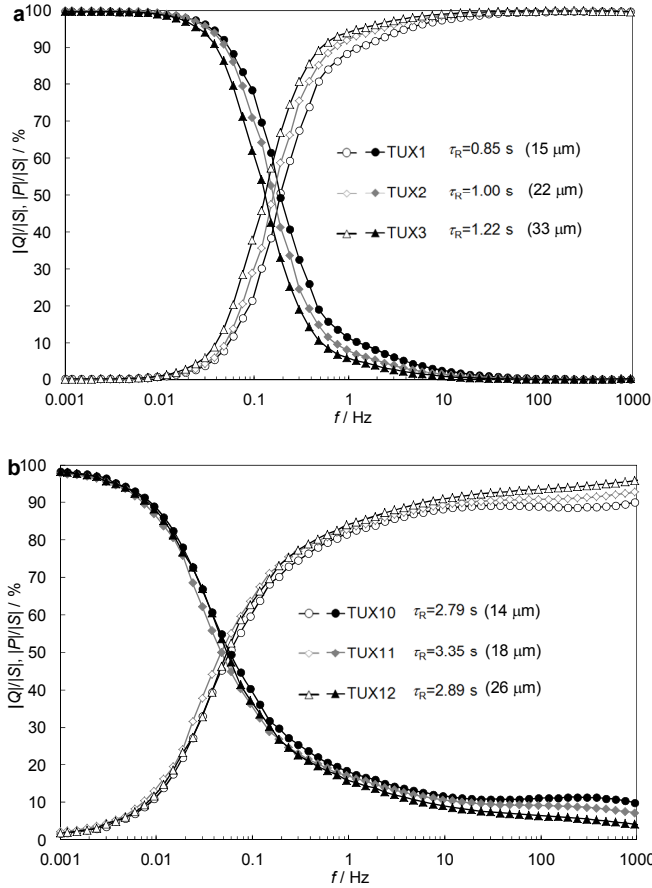 a
100
90
80
70
60
50
40
30
20
10
0
|Q|/|S|, |P|/|S| / %
TUX1 τR=0.85 s (15 μm)
TUX2 τR=1.00 s (22 μm)
TUX3 τR=1.22 s (33 μm)
0.001 0.01 0.1 1 10 100 1000
f / Hz
b
100
90
80
70
60
50
40
30
20
10
0
|Q|/|S|, |P|/|S| / %
TUX10 τR=2.79 s (14 μm)
TUX11 τR=3.35 s (18 μm)
TUX12 τR=2.89 s (26 μm)
0.001 0.01 0.1 1 10 100 1000
f / Hz